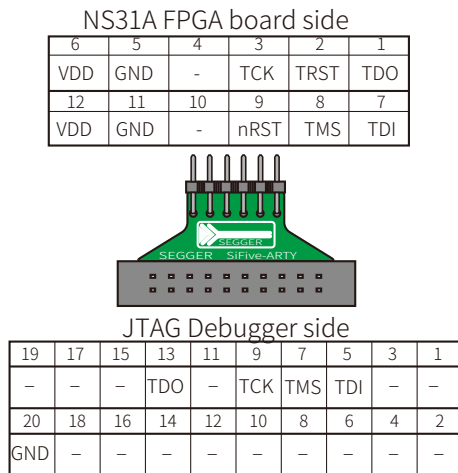 NS31A FPGA board side
6 5 4 3 2 1
VDD GND - TCK TRST TDO
12 11 10 9 8 7
VDD GND - nRST TMS TDI
SEGGER
SEGGER SiFive-ARTY
JTAG Debugger side
19 17 15 13 11 9 7 5 3 1
– – – TDO – TCK TMS TDI – –
20 18 16 14 12 10 8 6 4 2
GND – – – – – – – – –